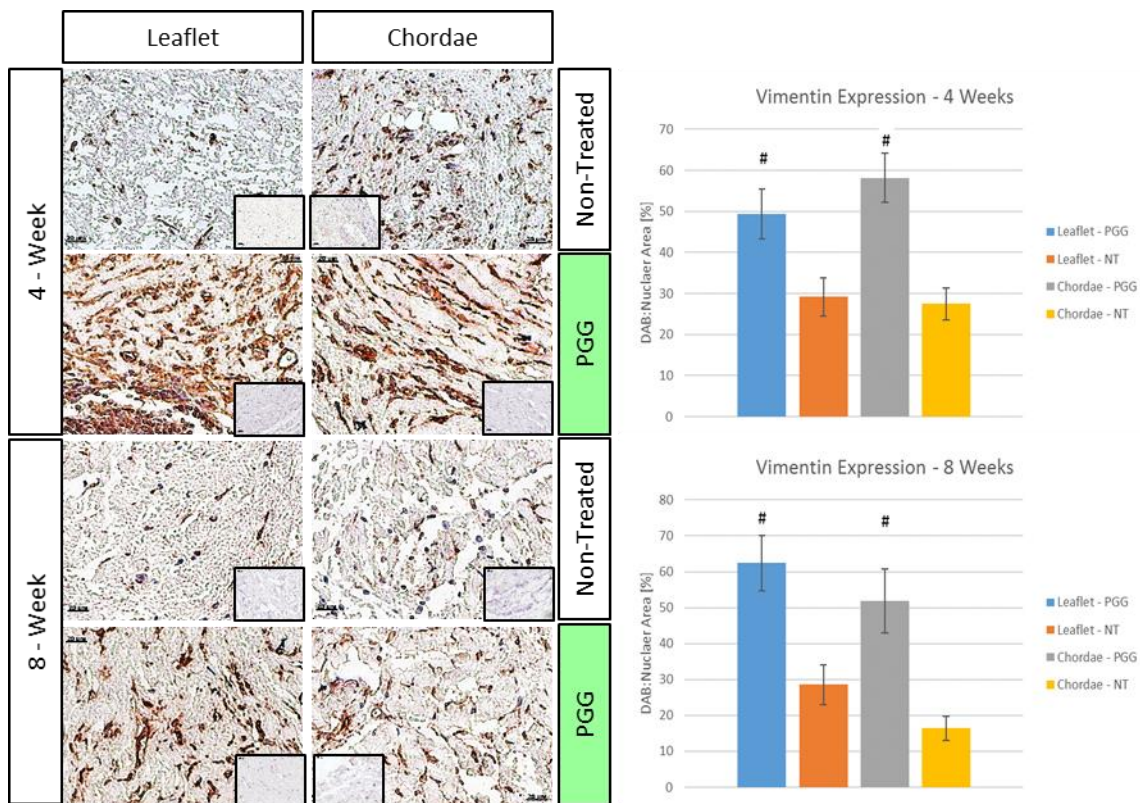 Leaflet
Chordae
4 - Week
Non-Treated
PGG
8 - Week
Non-Treated
PGG
Vimentin Expression - 4 Weeks
DAB:Nuclaer Area [%]
70
60
50
40
30
20
10
0
#
#
Leaflet - PGG
Leaflet - NT
Chordae - PGG
Chordae - NT
Vimentin Expression - 8 Weeks
DAB:Nuclaer Area [%]
80
70
60
50
40
30
20
10
0
#
#
Leaflet - PGG
Leaflet - NT
Chordae - PGG
Chordae - NT